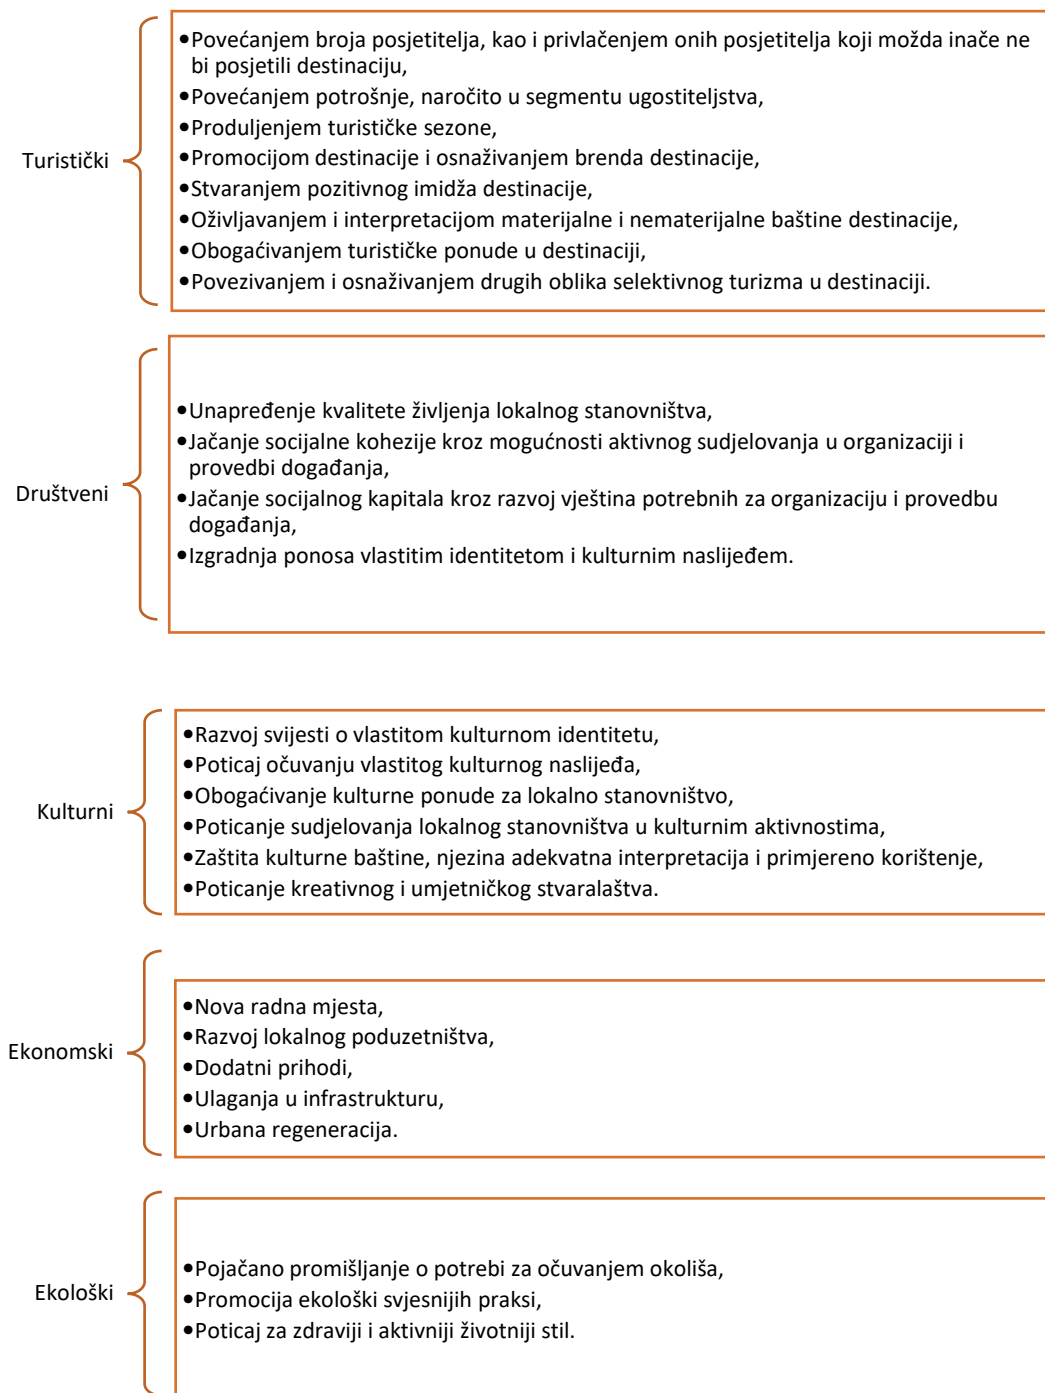 Turistički
•Povećanjem broja posjetitelja, kao i privlačenjem onih posjetitelja koji možda inače ne
bi posjetili destinaciju,
•Povećanjem potrošnje, naročito u segmentu ugostiteljstva,
•Produljenjem turističke sezone,
•Promocijom destinacije i osnaživanjem brenda destinacije,
•Stvaranjem pozitivnog imidža destinacije,
•Oživljavanjem i interpretacijom materijalne i nematerijalne baštine destinacije,
•Obogaćivanjem turističke ponude u destinaciji,
•Povezivanjem i osnaživanjem drugih oblika selektivnog turizma u destinaciji.
Društveni
•Unapređenje kvalitete življenja lokalnog stanovništva,
•Jačanje socijalne kohezije kroz mogućnosti aktivnog sudjelovanja u organizaciji i
provedbi događanja,
•Jačanje socijalnog kapitala kroz razvoj vještina potrebnih za organizaciju i provedbu
događanja,
•Izgradnja ponosa vlastitim identitetom i kulturnim naslijeđem.
Kulturni
•Razvoj svijesti o vlastitom kulturnom identitetu,
•Poticaj očuvanju vlastitog kulturnog naslijeđa,
•Obogaćivanje kulturne ponude za lokalno stanovništvo,
•Poticanje sudjelovanja lokalnog stanovništva u kulturnim aktivnostima,
•Zaštita kulturne baštine, njezina adekvatna interpretacija i primjereno korištenje,
•Poticanje kreativnog i umjetničkog stvaralaštva.
Ekonomski
•Nova radna mjesta,
•Razvoj lokalnog poduzetništva,
•Dodatni prihodi,
•Ulaganja u infrastrukturu,
•Urbana regeneracija.
Ekološki
•Pojačano promišljanje o potrebi za očuvanjem okoliša,
•Promocija ekološki svjesnijih praksi,
•Poticaj za zdraviji i aktivniji životniji stil.